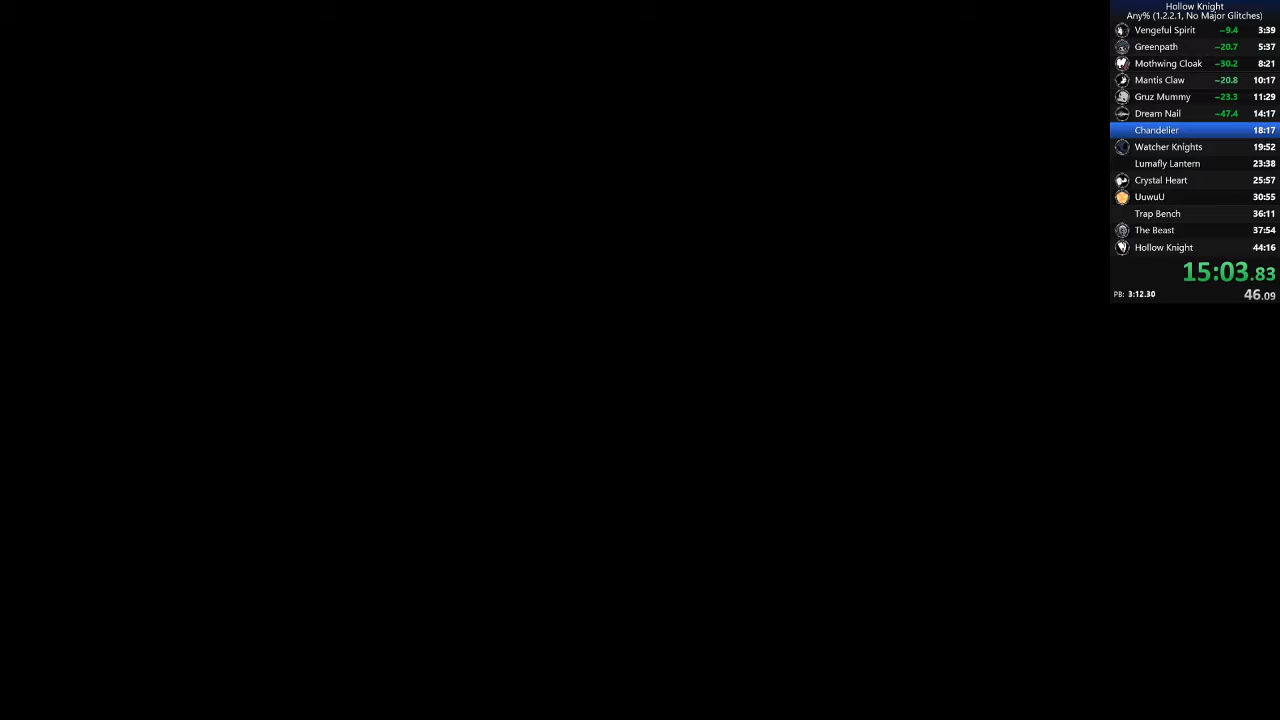 Hollow Knight
Any% (1.2.2.1, No Major Glitches)
Vengeful Spirit −9.4 3:39
Greenpath −20.7 5:37
Mothwing Cloak −30.2 8:21
Mantis Claw −20.8 10:17
Gruz Mummy −23.3 11:29
Dream Nail −47.4 14:17
Chandelier 18:17
Watcher Knights 19:52
Lumafly Lantern 23:38
Crystal Heart 25:57
UuwuU 30:55
Trap Bench 36:11
The Beast 37:54
Hollow Knight 44:16
15:03.83
PB: 3:12.30 46.09